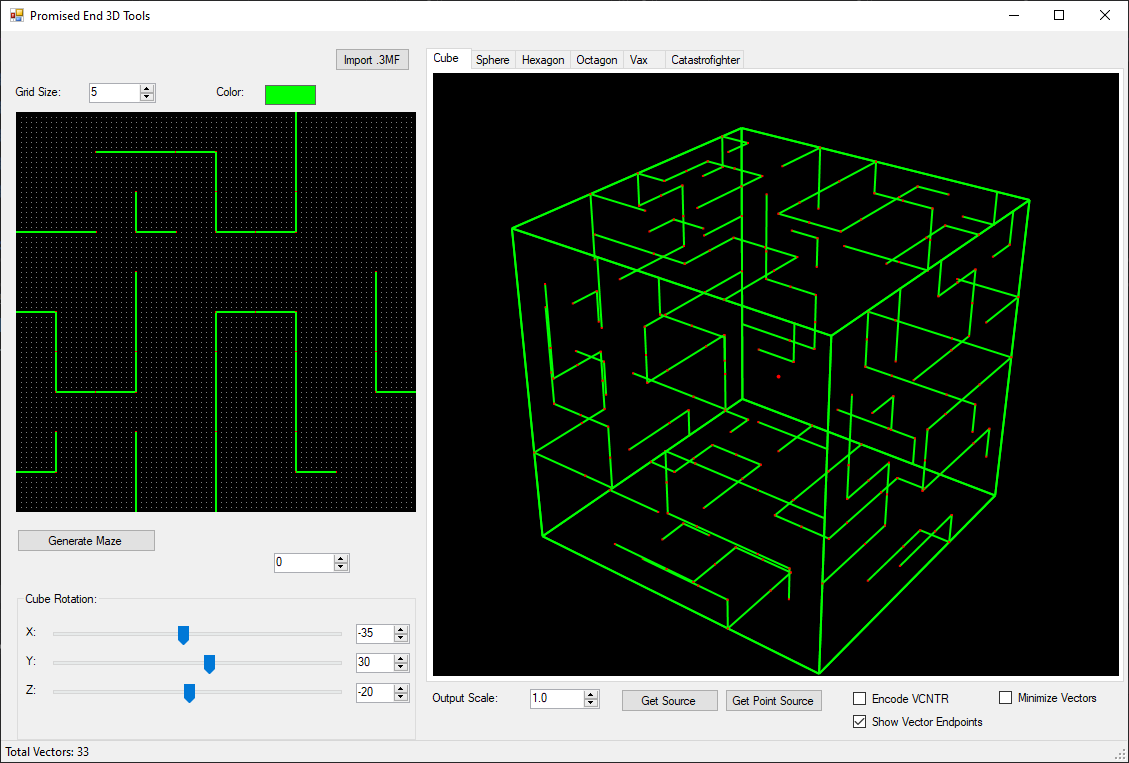 Promised End 3D Tools
Import .3MF
Cube Sphere Hexagon Octagon Vax Catastrofighter
Grid Size: 5 Color:
Generate Maze
0
Cube Rotation:
X: -35
Y: 30
Z: -20
Output Scale: 1.0 Get Source Get Point Source Encode VCNTR Minimize Vectors
Show Vector Endpoints
Total Vectors: 33